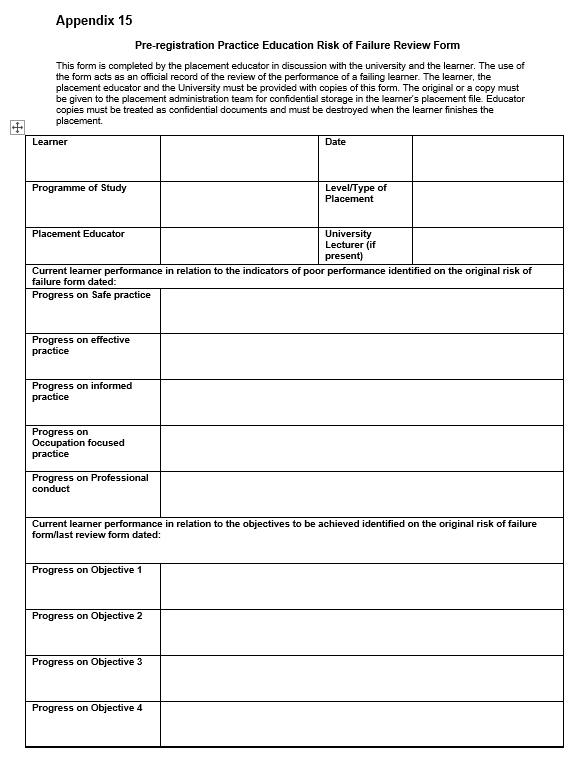 Appendix 15
Pre-registration Practice Education Risk of Failure Review Form
This form is completed by the placement educator in discussion with the university and the learner. The use of
the form acts as an official record of the review of the performance of a failing learner. The learner, the
placement educator and the University must be provided with copies of this form. The original or a copy must
be given to the placement administration team for confidential storage in the learner's placement file. Educator
copies must be treated as confidential documents and must be destroyed when the learner finishes the
placement.
Learner
Date
Programme of Study
Level/Type of
Placement
Placement Educator
University
Lecturer (if
present)
Current learner performance in relation to the indicators of poor performance identified on the original risk of
failure form dated:
Progress on Safe practice
Progress on effective
practice
Progress on informed
practice
Progress on
Occupation focused
practice
Progress on Professional
conduct
Current learner performance in relation to the objectives to be achieved identified on the original risk of failure
form/last review form dated:
Progress on Objective 1
Progress on Objective 2
Progress on Objective 3
Progress on Objective 4